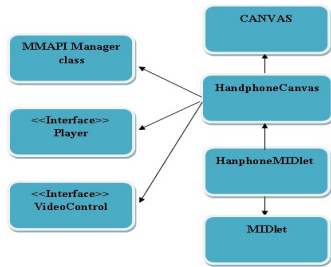 CANVAS
MMAPI Manager
class
HandphoneCanvas
<<Interface>>
Player
HanphoneMIDlet
<<Interface>>
VideoControl
MIDlet